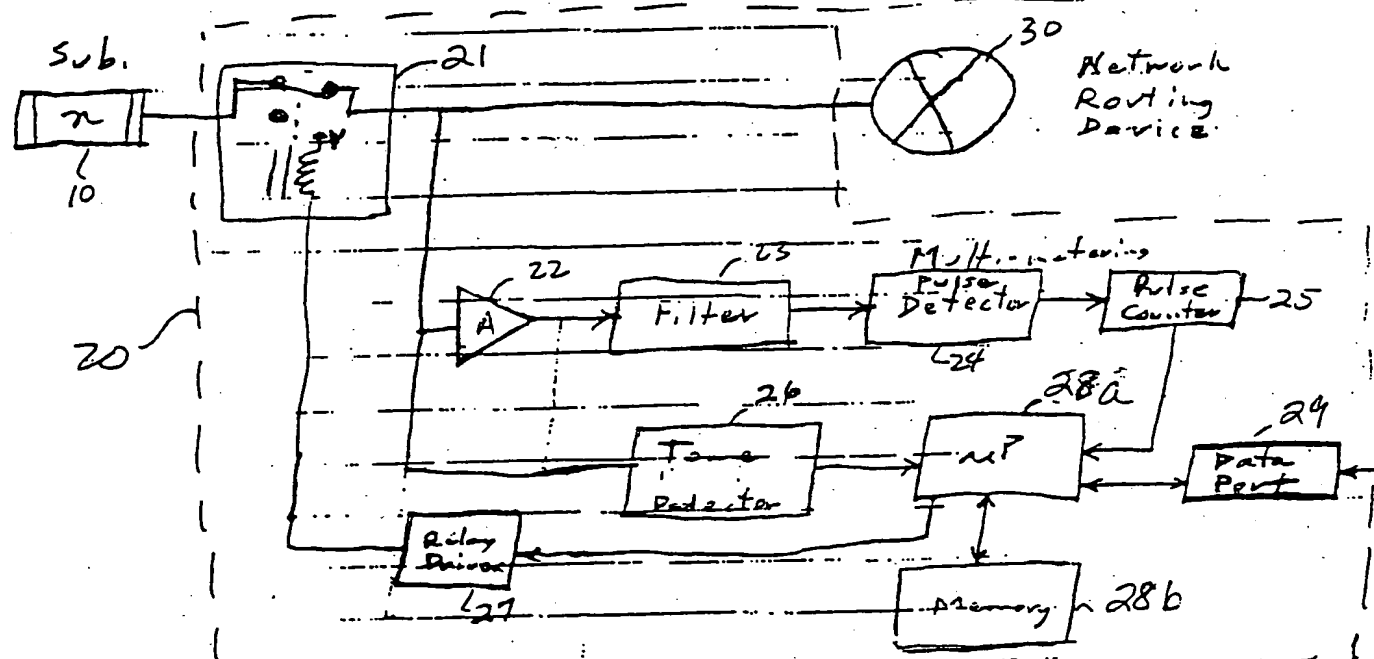 Sub.
n
10
21
30
Network
Routing
Device
20
22
A
23
Filter
Multi-metering
Pulse
Detector
24
Pulse
Counter
25
26
Tone
Detector
28a
μP
29
Data
Port
Relay
Driver
27
Memory
28b